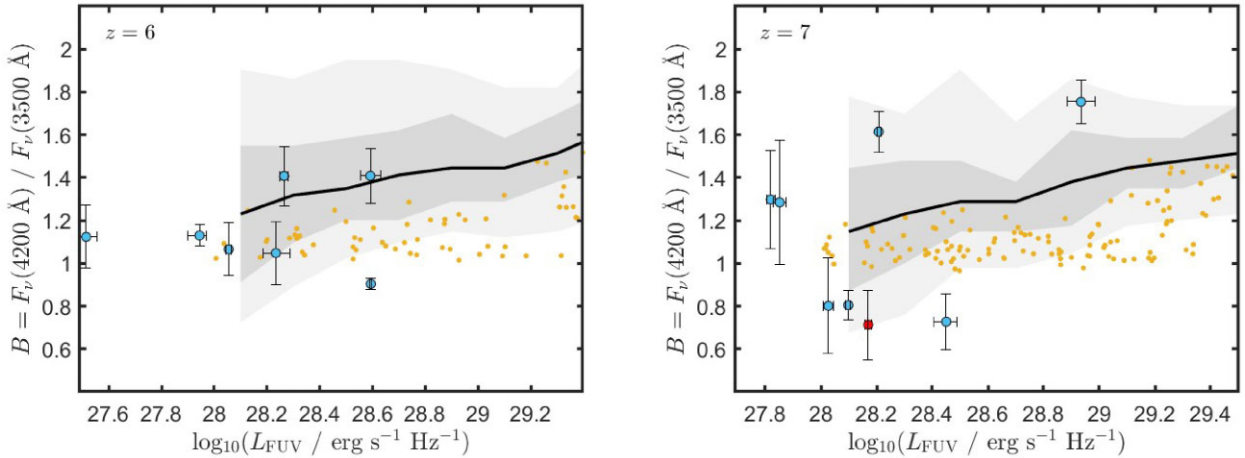 z = 6
B = Fν(4200 Å) / Fν(3500 Å)
2
1.8
1.6
1.4
1.2
1
0.8
0.6
27.6 27.8 28 28.2 28.4 28.6 28.8 29 29.2
log10(LFUV / erg s−1 Hz−1)
z = 7
B = Fν(4200 Å) / Fν(3500 Å)
2
1.8
1.6
1.4
1.2
1
0.8
0.6
27.8 28 28.2 28.4 28.6 28.8 29 29.2 29.4
log10(LFUV / erg s−1 Hz−1)